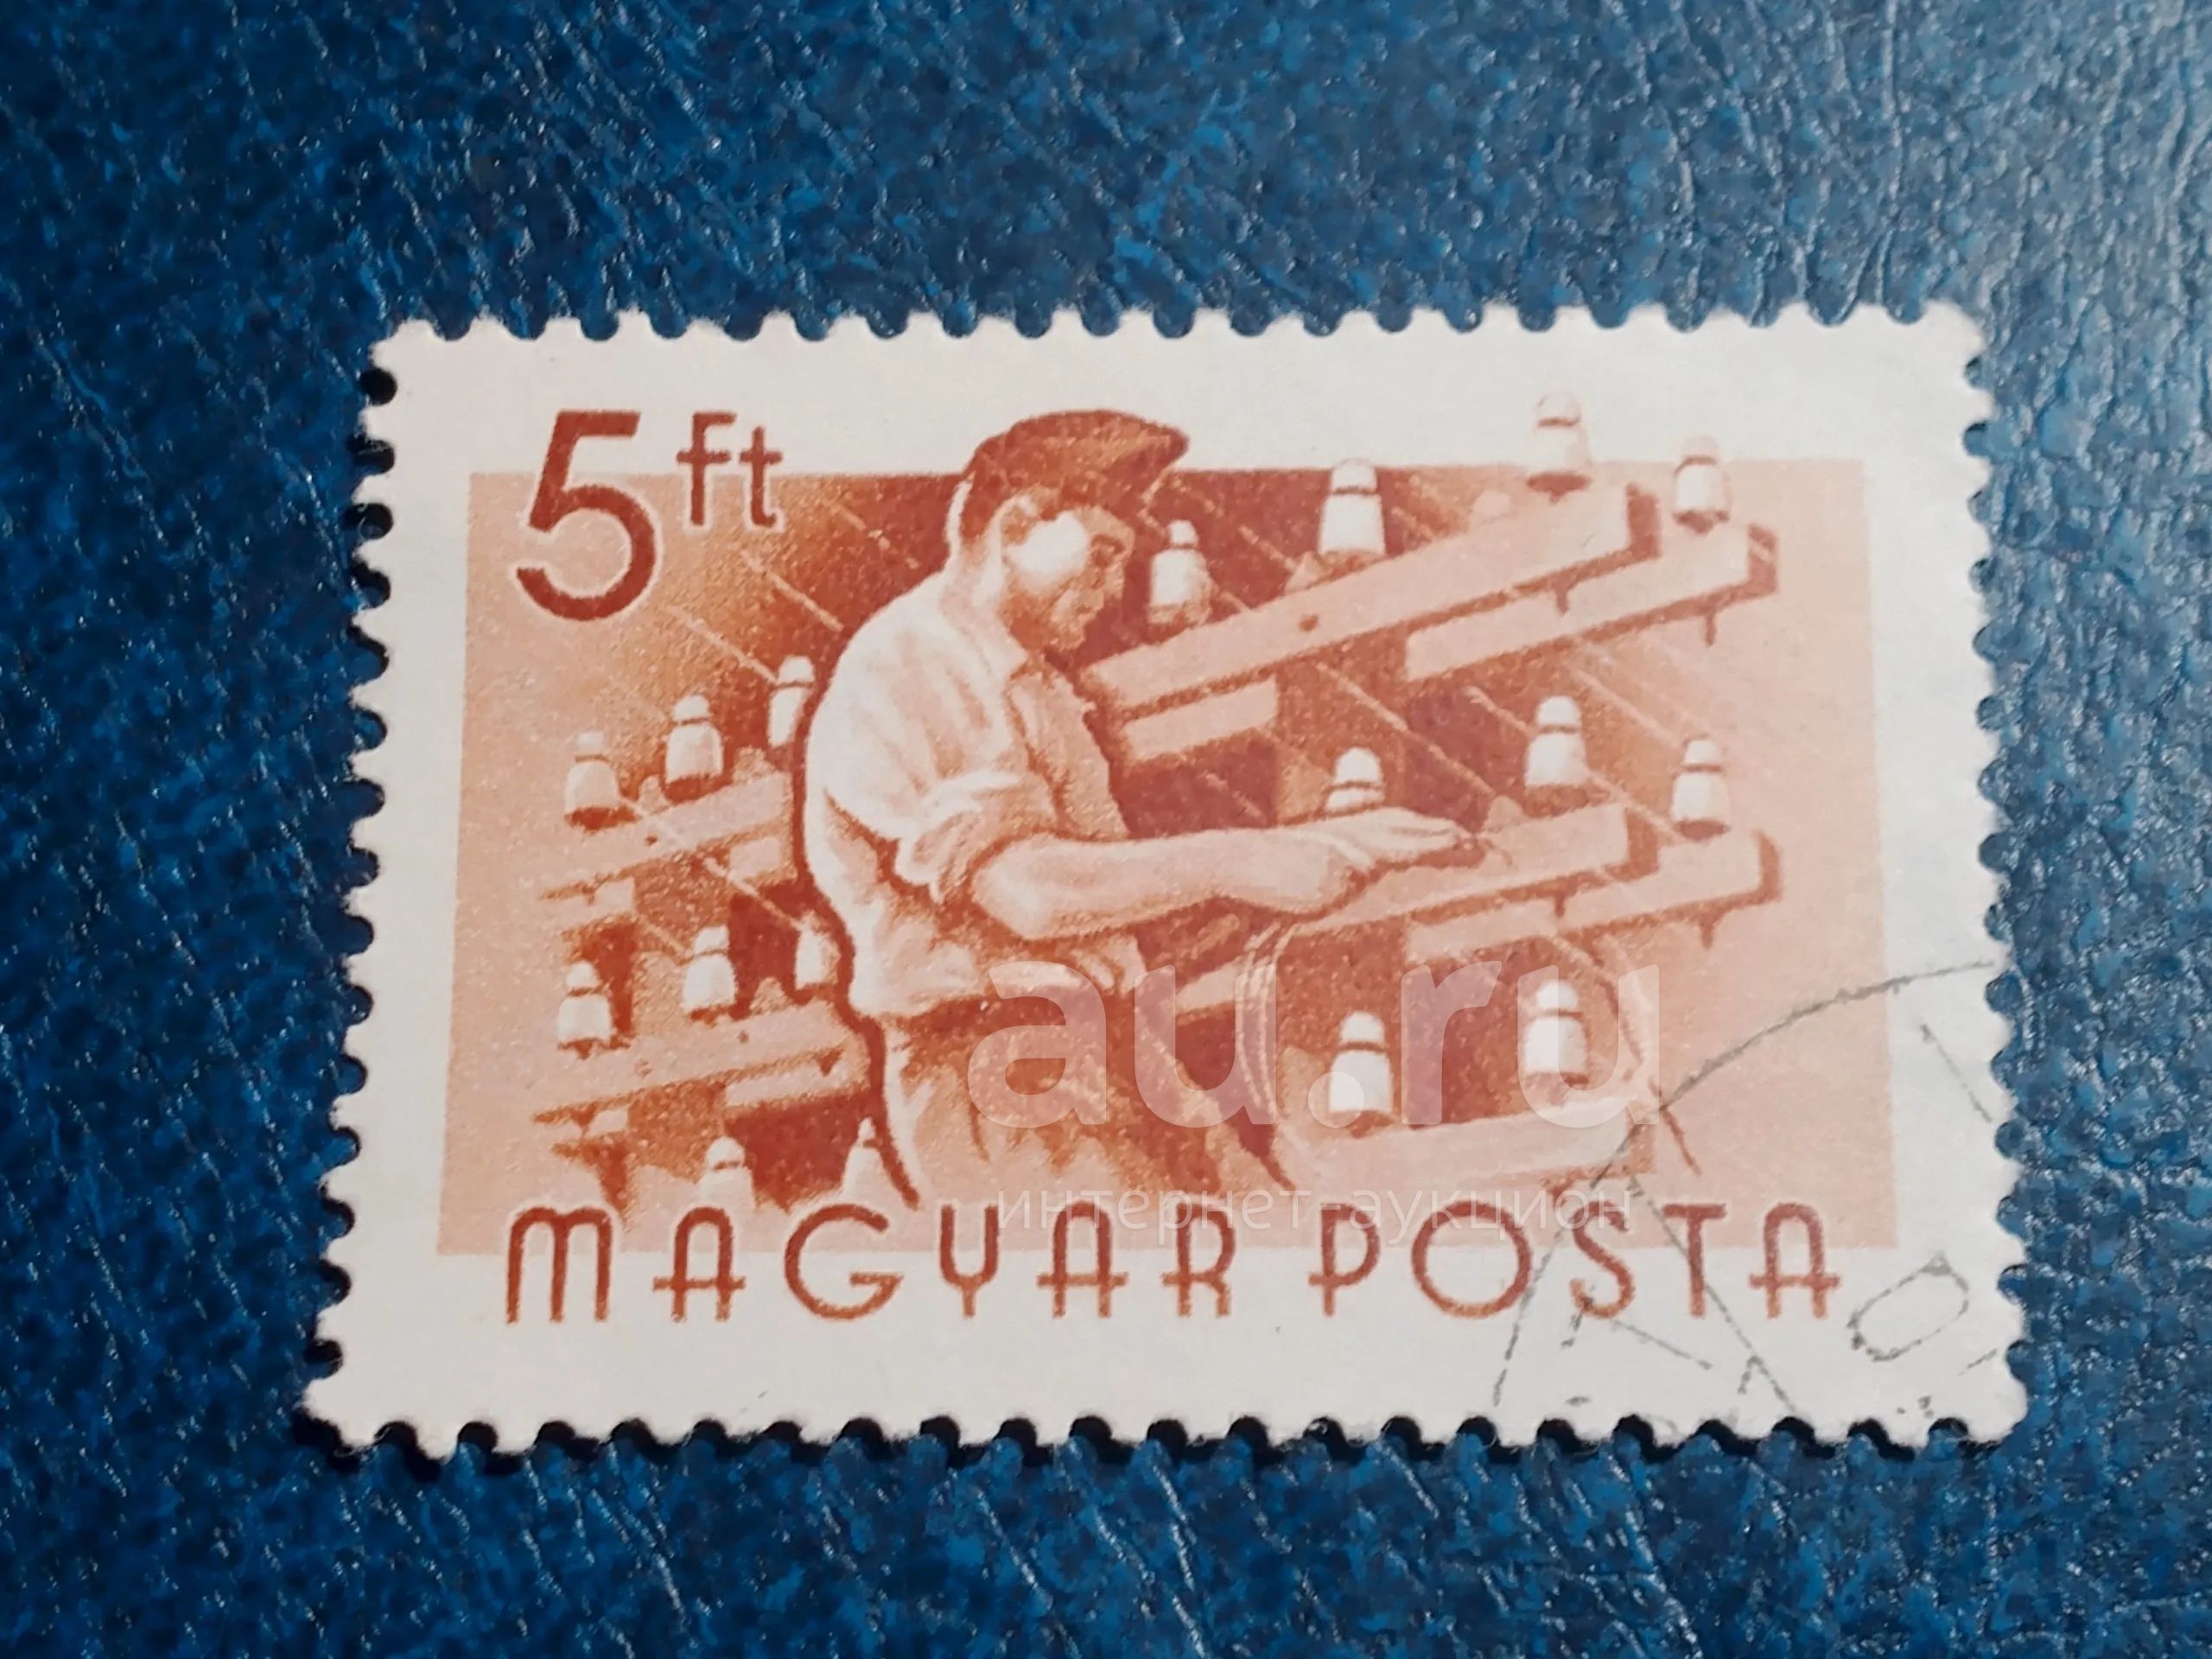 5 ft
au.ru
интернет-аукцион
MAGYAR POSTA